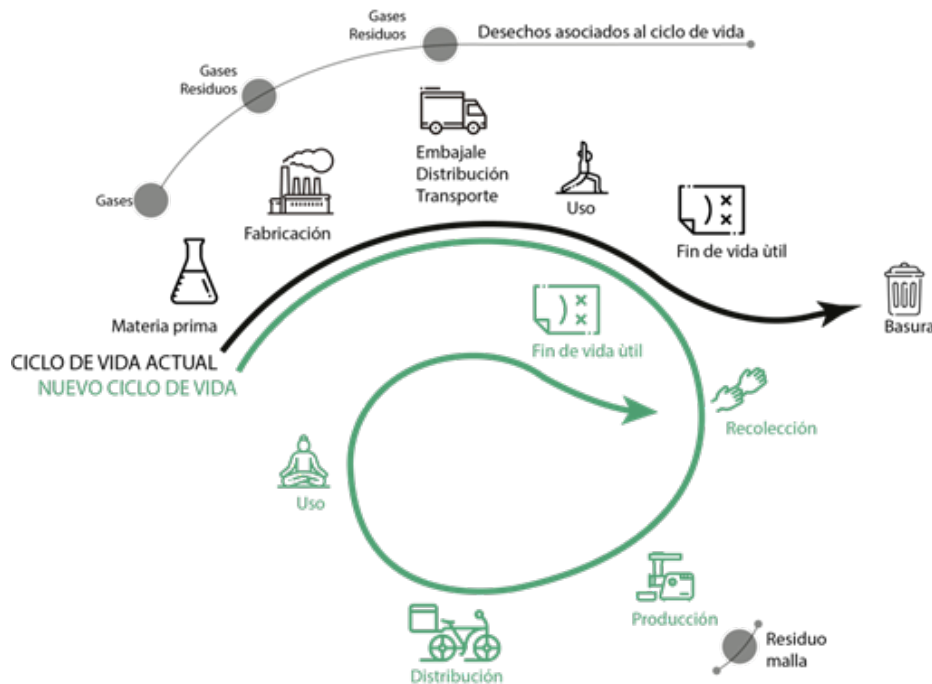 Gases
Residuos
Desechos asociados al ciclo de vida
Gases
Residuos
Gases
Embajale
Distribución
Transporte
Fabricación
Uso
Fin de vida ùtil
Materia prima
Basura
CICLO DE VIDA ACTUAL
NUEVO CICLO DE VIDA
Fin de vida ùtil
Recolección
Uso
Producción
Distribución
Residuo
malla